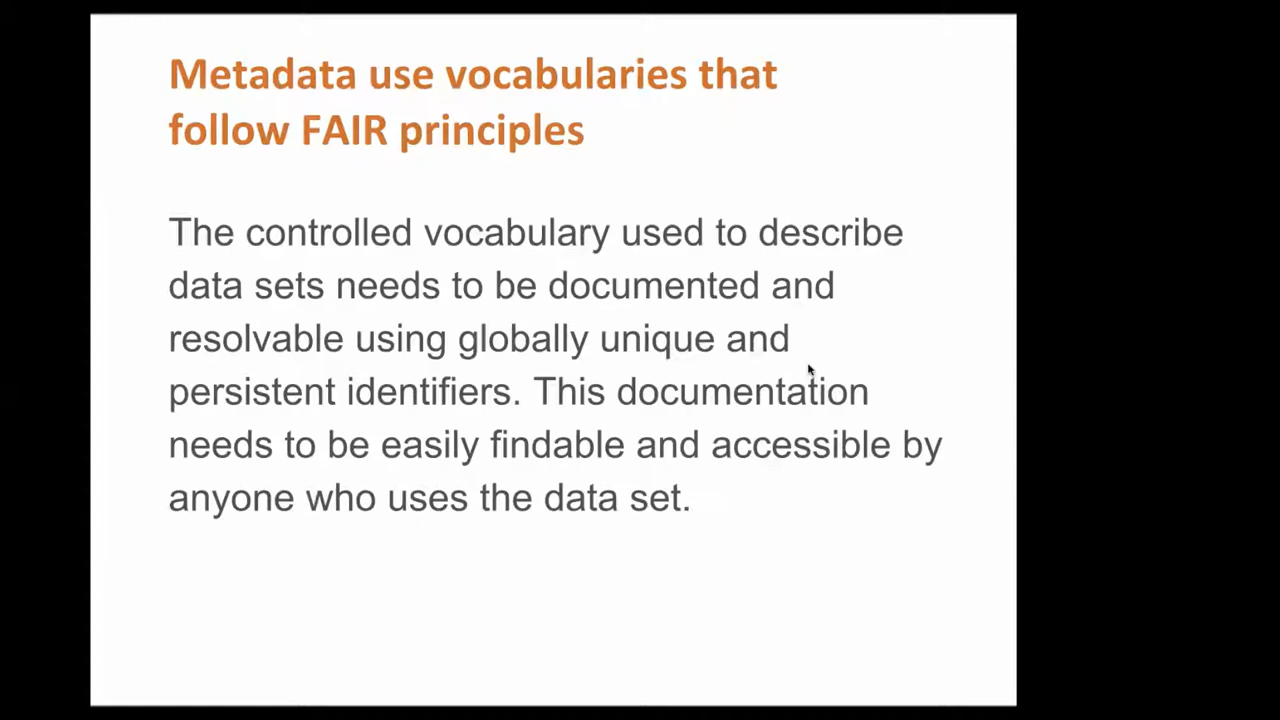 Metadata use vocabularies that
follow FAIR principles
The controlled vocabulary used to describe
data sets needs to be documented and
resolvable using globally unique and
persistent identifiers. This documentation
needs to be easily findable and accessible by
anyone who uses the data set.